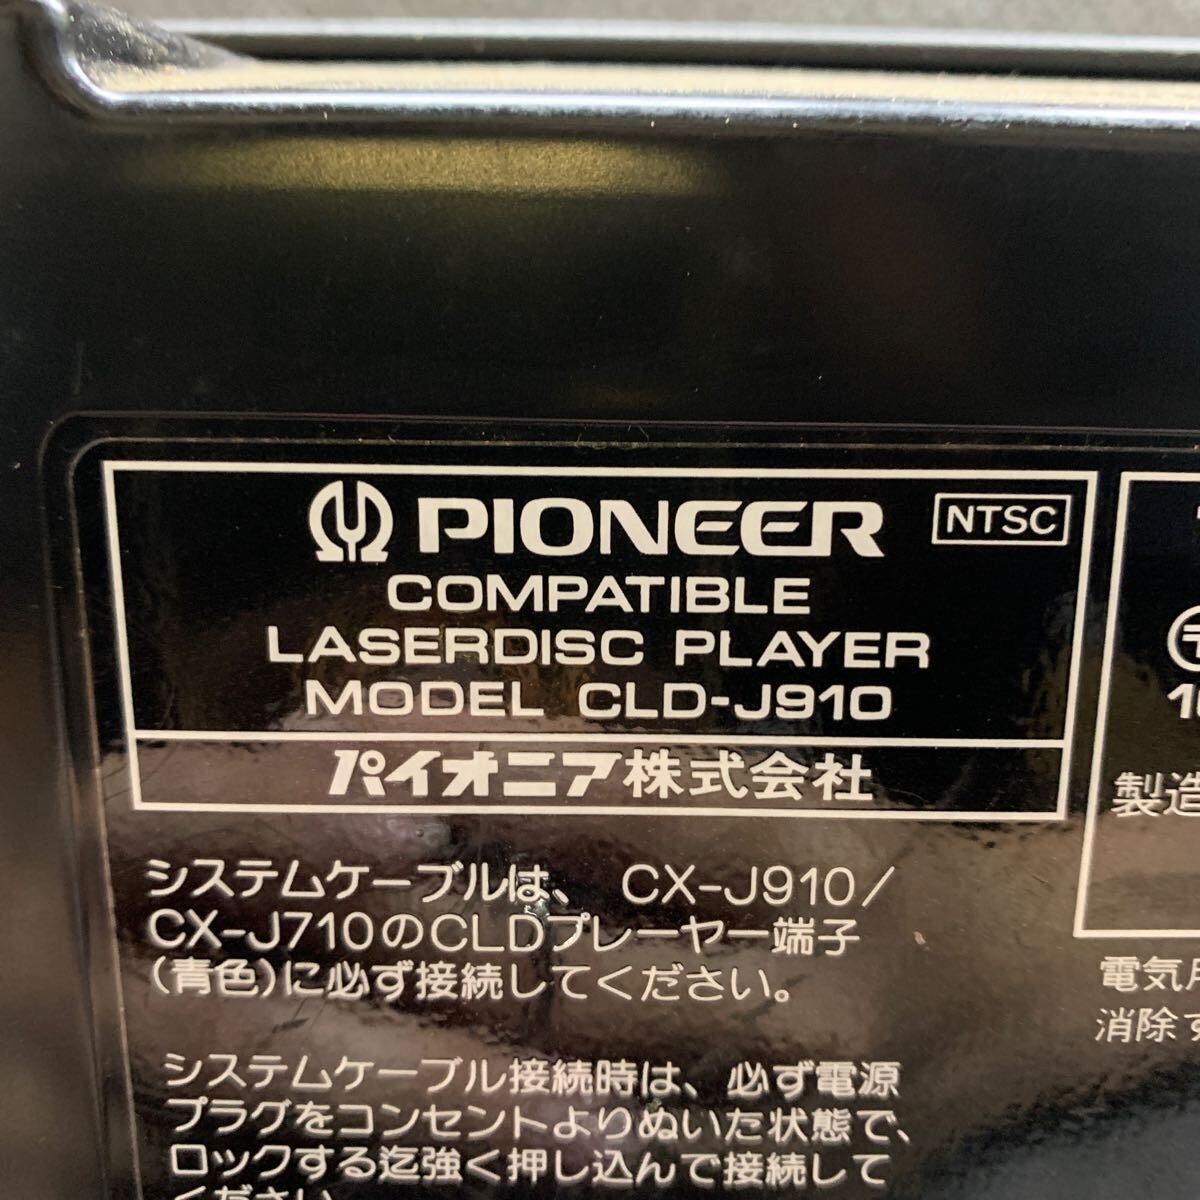 PIONEER
NTSC
COMPATIBLE
LASERDISC PLAYER
MODEL CLD-J910
パイオニア株式会社
システムケーブルは、 CX-J910/
CX-J710のCLDプレーヤー端子
(青色)に必ず接続してください。
システムケーブル接続時は、必ず電源
プラグをコンセントよりぬいた状態で、
ロックする迄強く押し込んで接続して
ください。
製造
電気用
消除す